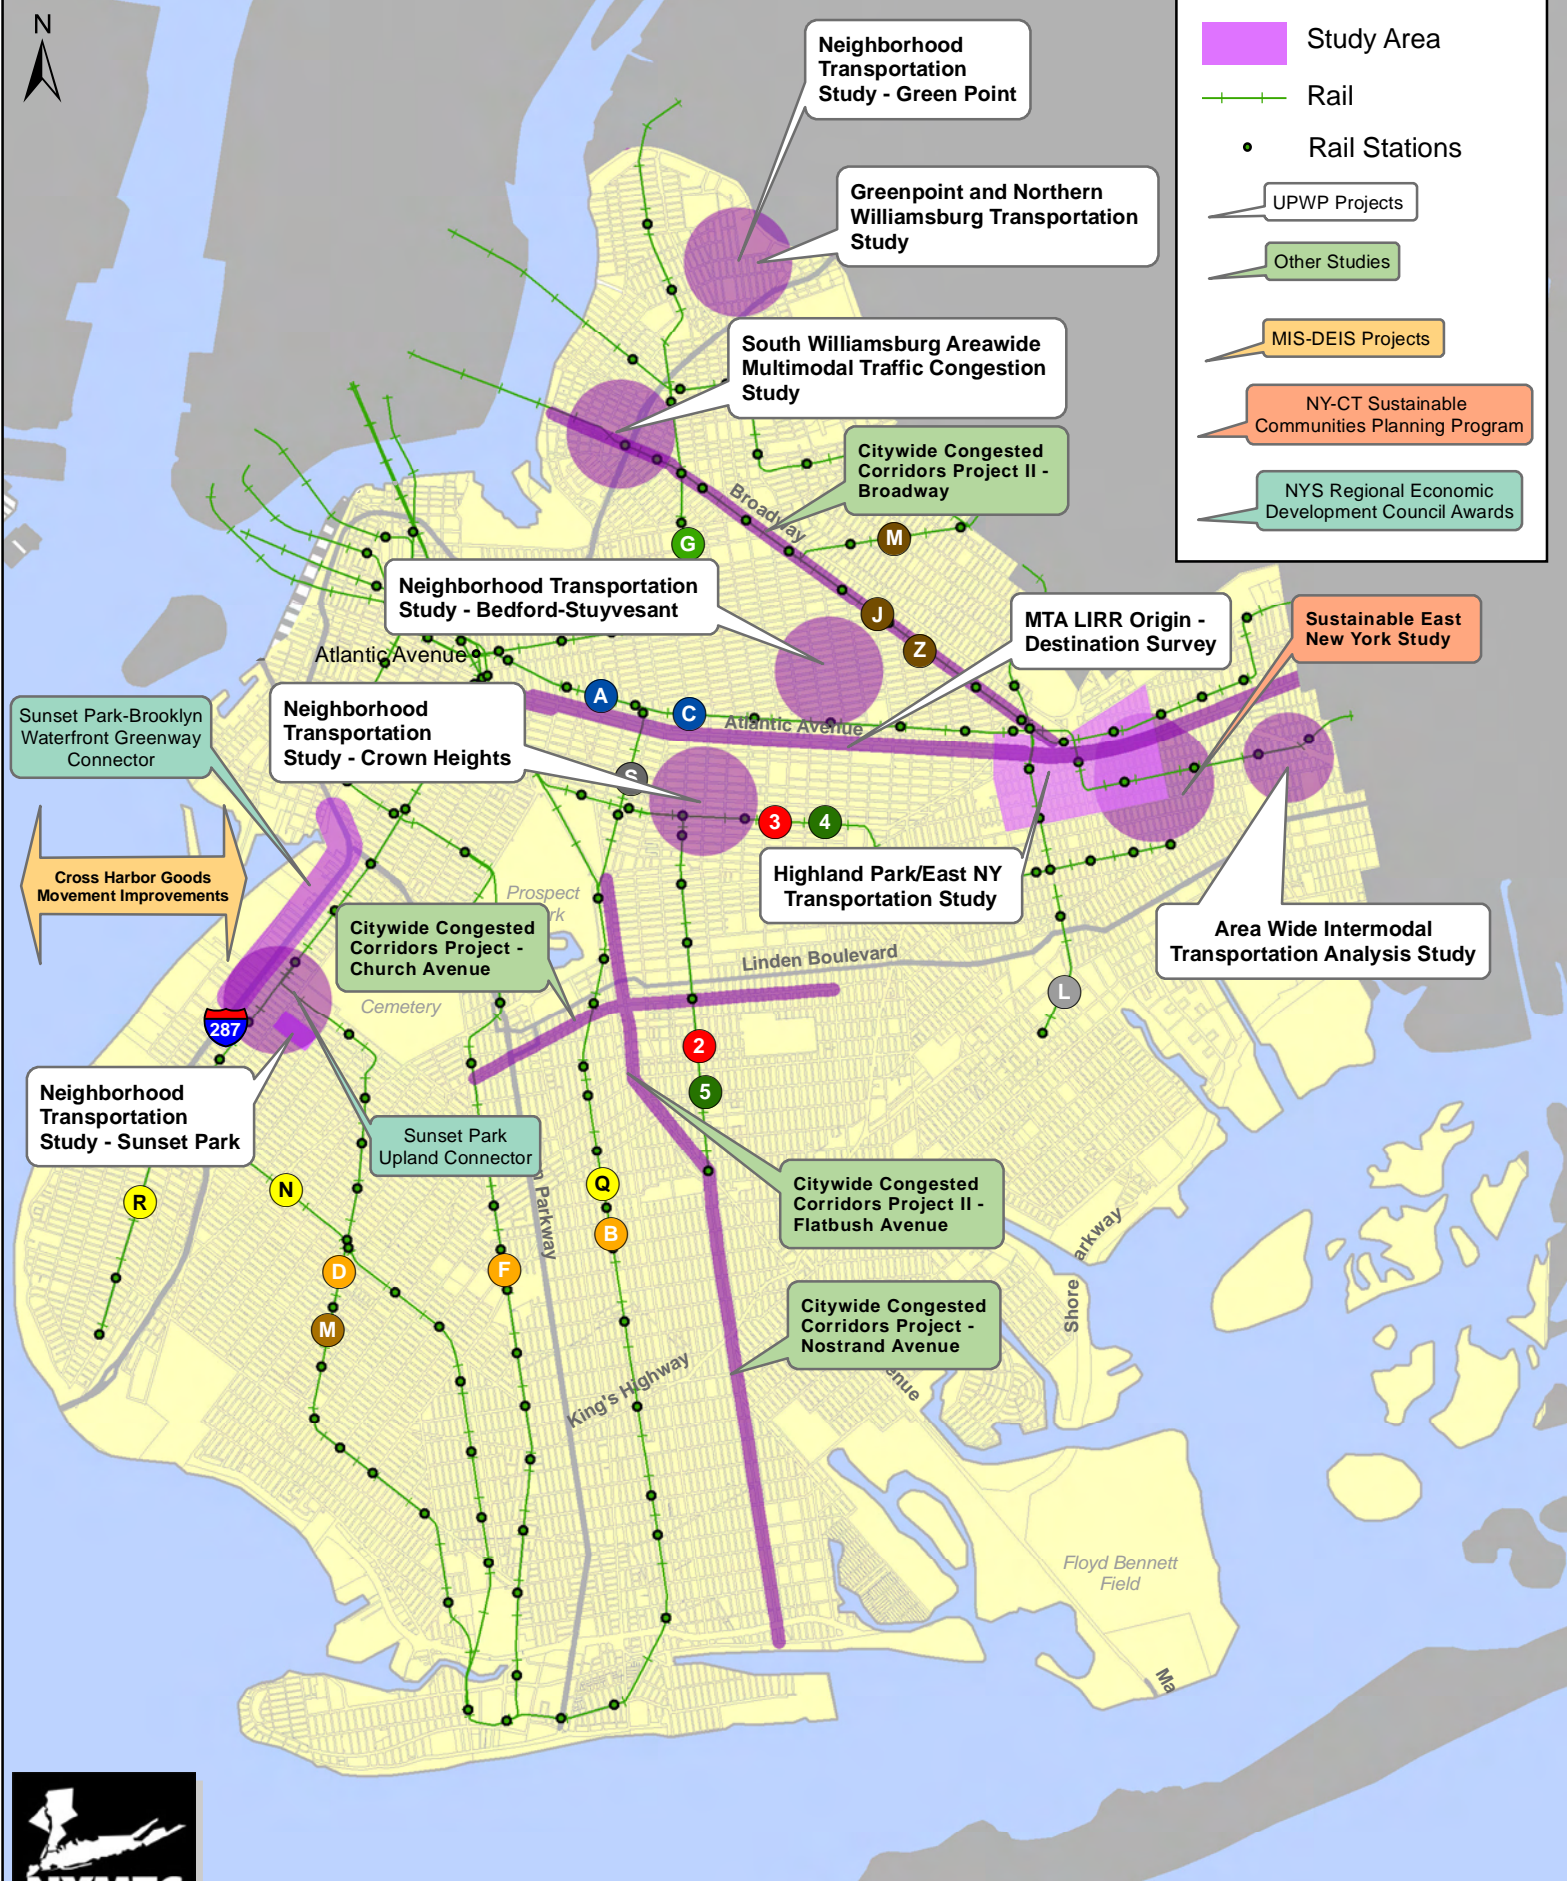 N
Neighborhood
Transportation
Study - Green Point
Greenpoint and Northern
Williamsburg Transportation
Study
South Williamsburg Areawide
Multimodal Traffic Congestion
Study
Citywide Congested
Corridors Project II -
Broadway
Study Area
Rail
Rail Stations
UPWP Projects
Other Studies
MIS-DEIS Projects
NY-CT Sustainable
Communities Planning Program
NYS Regional Economic
Development Council Awards
Broadway
G
M
J
Z
Neighborhood Transportation
Study - Bedford-Stuyvesant
MTA LIRR Origin -
Destination Survey
Sustainable East
New York Study
Atlantic Avenue
A
C
Atlantic Avenue
Sunset Park-Brooklyn
Waterfront Greenway
Connector
Neighborhood
Transportation
Study - Crown Heights
S
3
4
Cross Harbor Goods
Movement Improvements
Highland Park/East NY
Transportation Study
Area Wide Intermodal
Transportation Analysis Study
Prospect
rk
Citywide Congested
Corridors Project -
Church Avenue
Linden Boulevard
Cemetery
L
287
2
5
Neighborhood
Transportation
Study - Sunset Park
Sunset Park
Upland Connector
Citywide Congested
Corridors Project II -
Flatbush Avenue
R
N
Q
B
D
F
M
n Parkway
arkway
Shore
Citywide Congested
Corridors Project -
Nostrand Avenue
enue
King's Highway
Floyd Bennett
Field
Ma
NYMTC